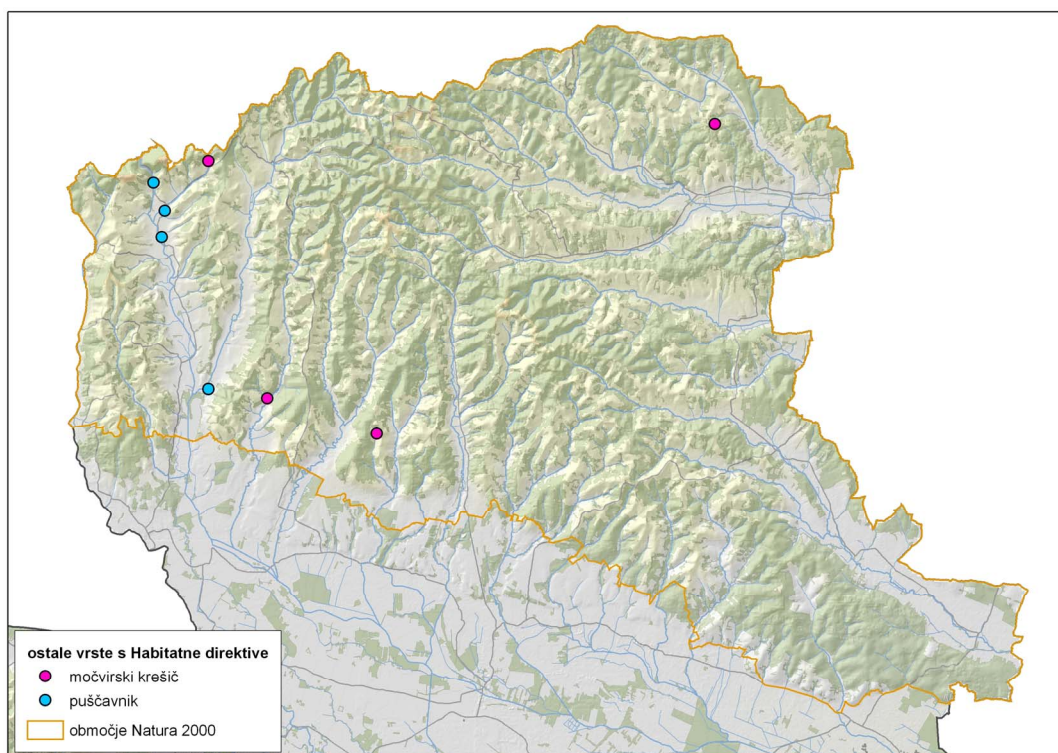 ostale vrste s Habitatne direktive
močvirski krešič
puščavnik
območje Natura 2000